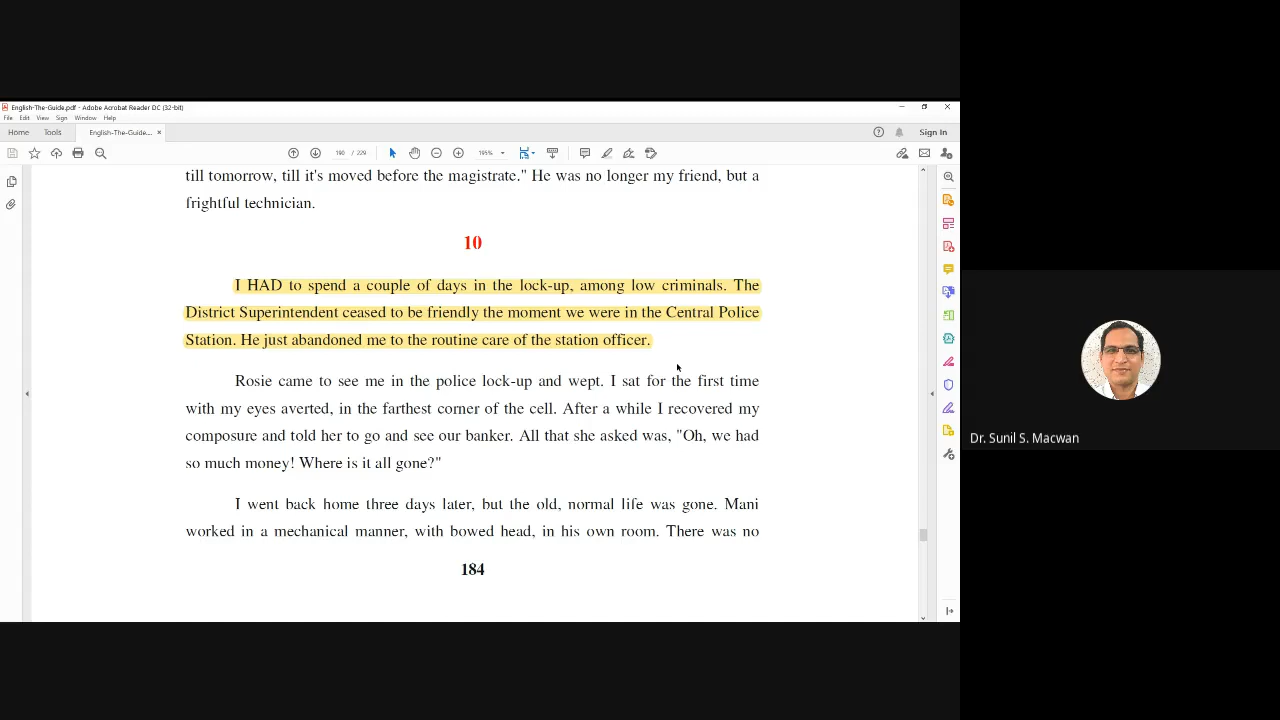 English-The-Guide.pdf - Adobe Acrobat Reader DC (32-bit)
File Edit View Sign Window Help
Home Tools English-The-Guide.... × Sign In
190 / 229 195%
till tomorrow, till it's moved before the magistrate." He was no longer my friend, but a
frightful technician.
10
I HAD to spend a couple of days in the lock-up, among low criminals. The
District Superintendent ceased to be friendly the moment we were in the Central Police
Station. He just abandoned me to the routine care of the station officer.
Rosie came to see me in the police lock-up and wept. I sat for the first time
with my eyes averted, in the farthest corner of the cell. After a while I recovered my
composure and told her to go and see our banker. All that she asked was, "Oh, we had
so much money! Where is it all gone?"
I went back home three days later, but the old, normal life was gone. Mani
worked in a mechanical manner, with bowed head, in his own room. There was no
184
Dr. Sunil S. Macwan